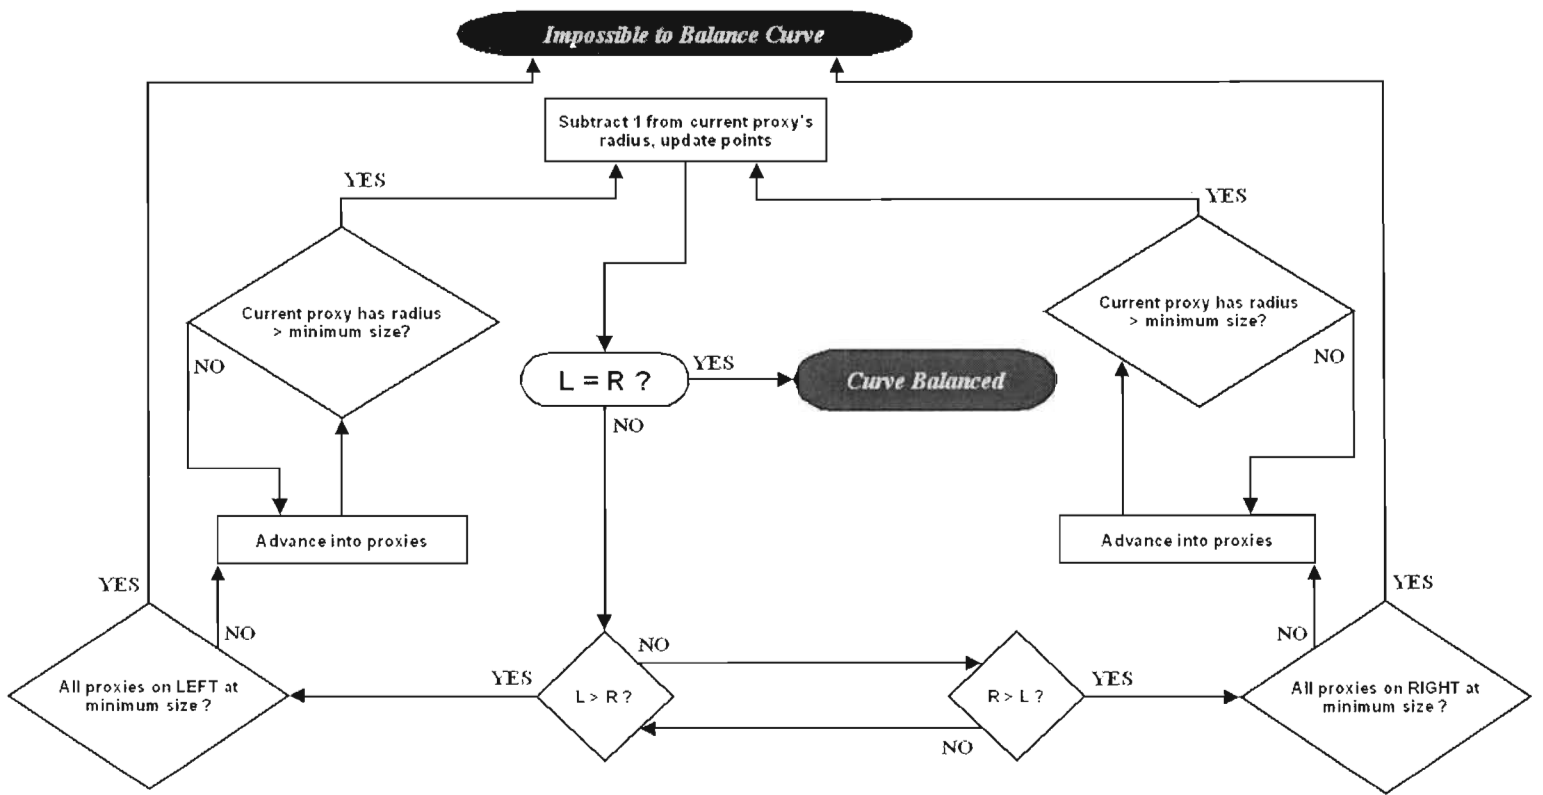 Impossible to Balance Curve
Subtract 1 from current proxy's
radius, update points
YES
YES
Current proxy has radius
> minimum size?
Current proxy has radius
> minimum size?
NO
NO
L = R ?
YES
Curve Balanced
NO
Advance into proxies
Advance into proxies
YES
YES
NO
NO
All proxies on LEFT at
minimum size ?
YES
L > R ?
NO
R > L ?
NO
YES
All proxies on RIGHT at
minimum size ?